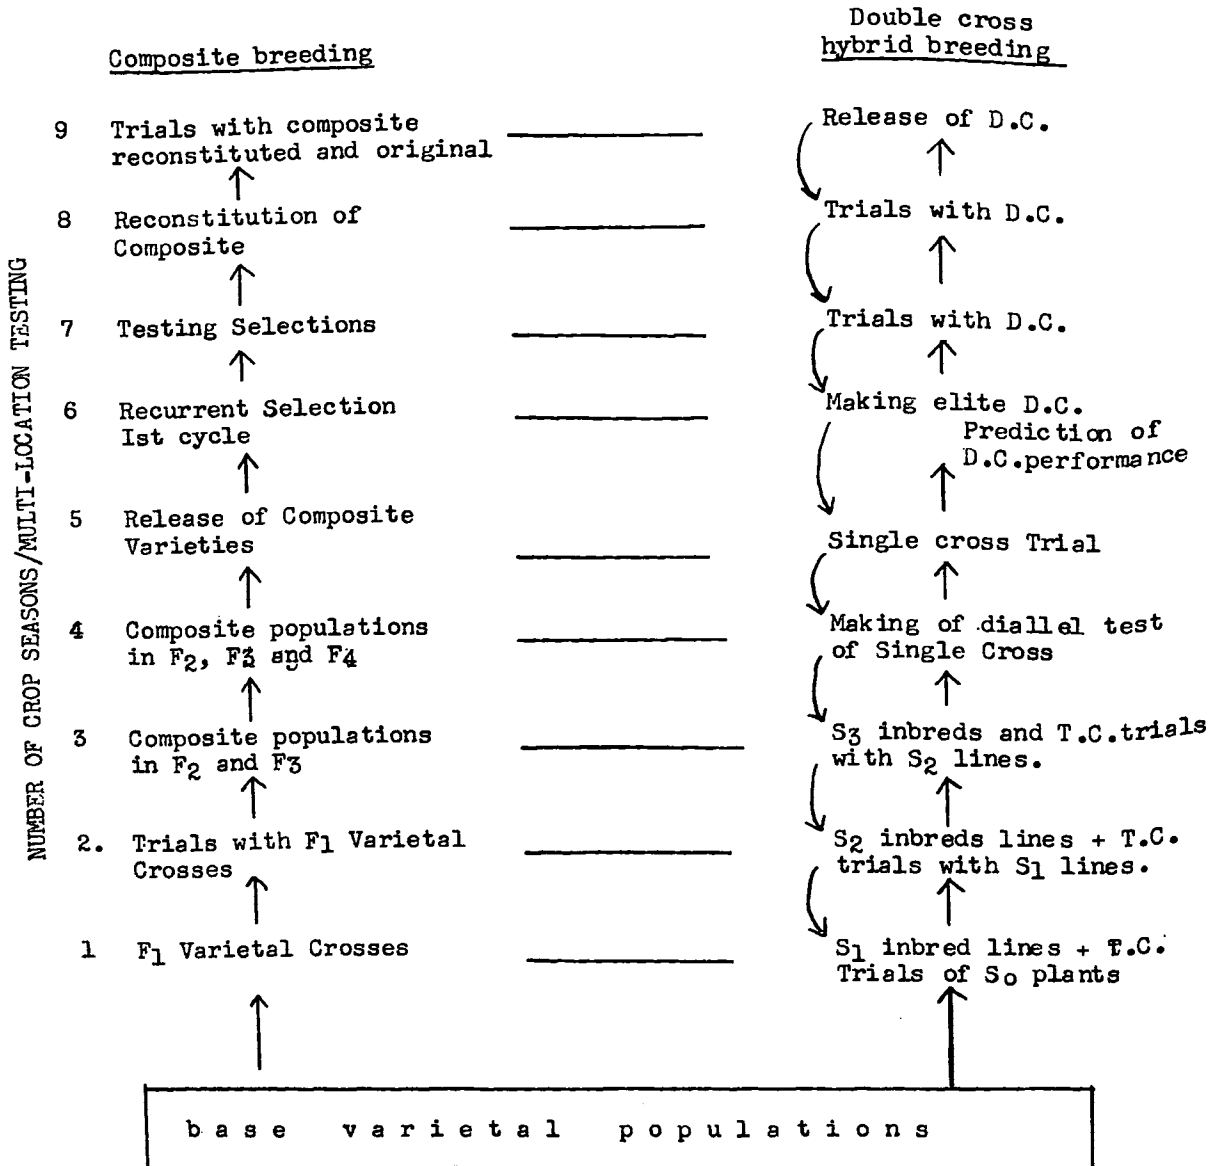 Composite breeding
Double cross
hybrid breeding
NUMBER OF CROP SEASONS/MULTI-LOCATION TESTING
9 Trials with composite
reconstituted and original
Release of D.C.
8 Reconstitution of
Composite
Trials with D.C.
7 Testing Selections
Trials with D.C.
6 Recurrent Selection
Ist cycle
Making elite D.C.
Prediction of
D.C.performance
5 Release of Composite
Varieties
Single cross Trial
4 Composite populations
in F2, F3 and F4
Making of diallel test
of Single Cross
3 Composite populations
in F2 and F3
S3 inbreds and T.C.trials
with S2 lines.
2. Trials with F1 Varietal
Crosses
S2 inbreds lines + T.C.
trials with S1 lines.
1 F1 Varietal Crosses
S1 inbred lines + T.C.
Trials of So plants
base varietal populations